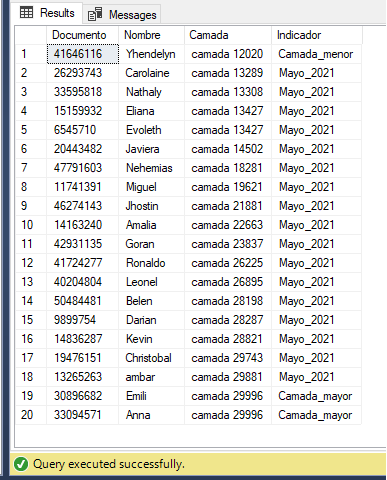 Results Messages
Documento Nombre Camada Indicador
1 41646116 Yhendelyn camada 12020 Camada_menor
2 26293743 Carolaine camada 13289 Mayo_2021
3 33595818 Nathaly camada 13308 Mayo_2021
4 15159932 Eliana camada 13427 Mayo_2021
5 6545710 Evoleth camada 13427 Mayo_2021
6 20443482 Javiera camada 14502 Mayo_2021
7 47791603 Nehemias camada 18281 Mayo_2021
8 11741391 Miguel camada 19621 Mayo_2021
9 46274143 Jhostin camada 21881 Mayo_2021
10 14163240 Amalia camada 22663 Mayo_2021
11 42931135 Goran camada 23837 Mayo_2021
12 41724277 Ronaldo camada 26225 Mayo_2021
13 40204804 Leonel camada 26895 Mayo_2021
14 50484481 Belen camada 28198 Mayo_2021
15 9899754 Darian camada 28287 Mayo_2021
16 14836287 Kevin camada 28821 Mayo_2021
17 19476151 Christobal camada 29743 Mayo_2021
18 13265263 ambar camada 29881 Mayo_2021
19 30896682 Emili camada 29996 Camada_mayor
20 33094571 Anna camada 29996 Camada_mayor
Query executed successfully.